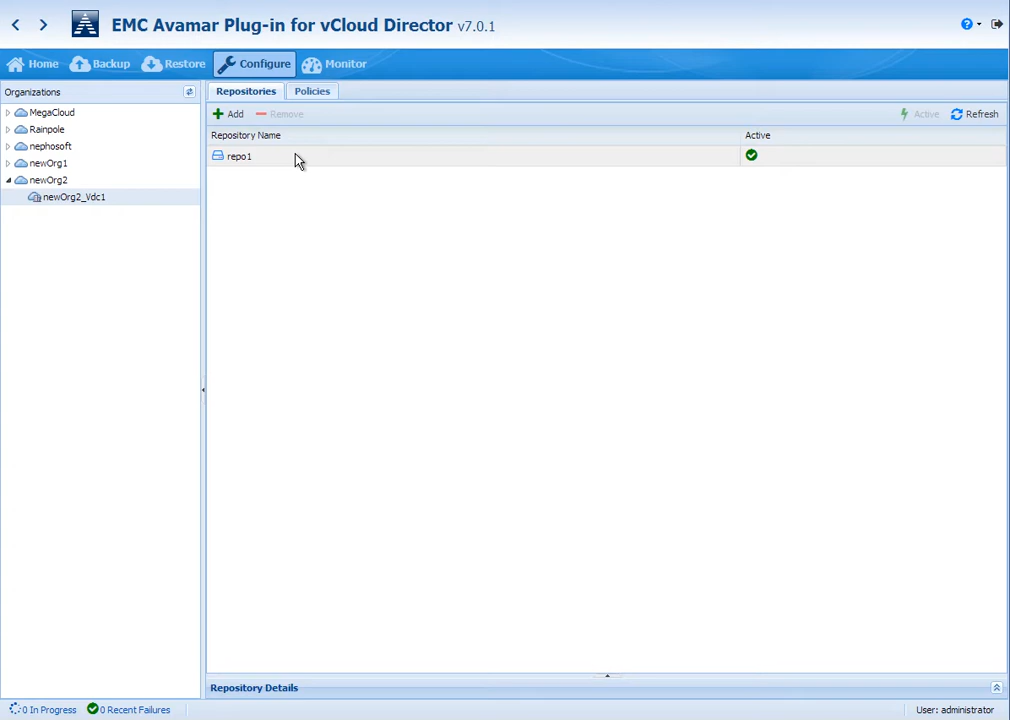 EMC Avamar Plug-in for vCloud Director v7.0.1
Home Backup Restore Configure Monitor
Organizations
MegaCloud
Rainpole
nephosoft
newOrg1
newOrg2
newOrg2_Vdc1
Repositories Policies
Add Remove Active Refresh
Repository Name Active
repo1
Repository Details
0 In Progress 0 Recent Failures User: administrator